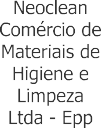 Neoclean
Comércio de
Materiais de
Higiene e
Limpeza
Ltda - Epp